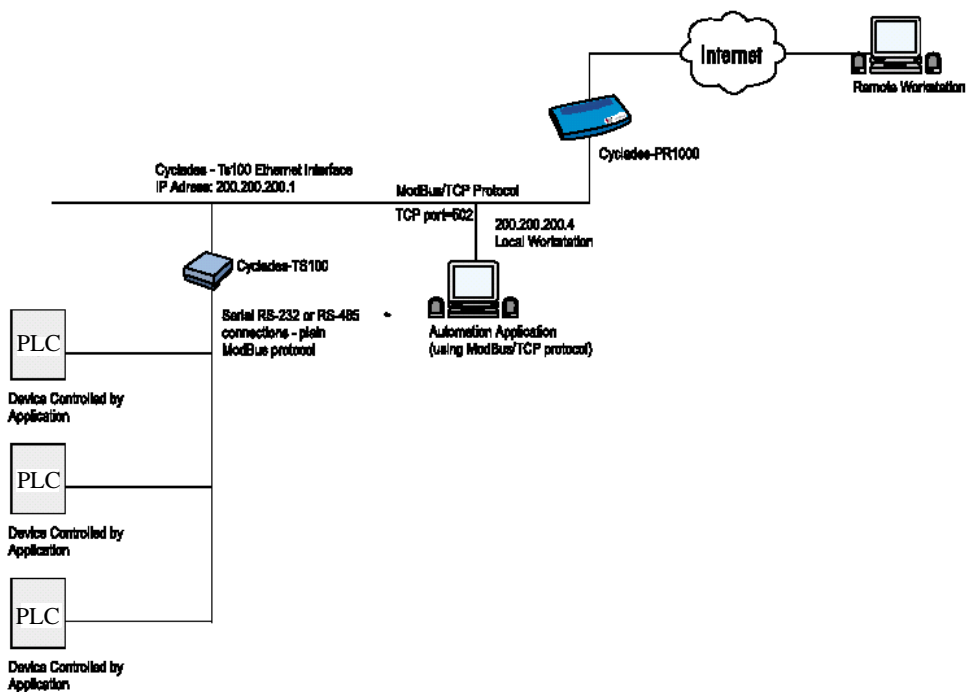 Internet
Remote Workstation
Cyclades-PR1000
Cyclades - Ts100 Ethernet Interface
IP Adress: 200.200.200.1
ModBus/TCP Protocol
TCP port=502
200.200.200.4
Local Workstation
Cyclades-TS100
Serial RS-232 or RS-485
connections - plain
ModBus protocol
Automation Application
(using ModBus/TCP protocol)
PLC
Device Controlled by
Application
PLC
Device Controlled by
Application
PLC
Device Controlled by
Application